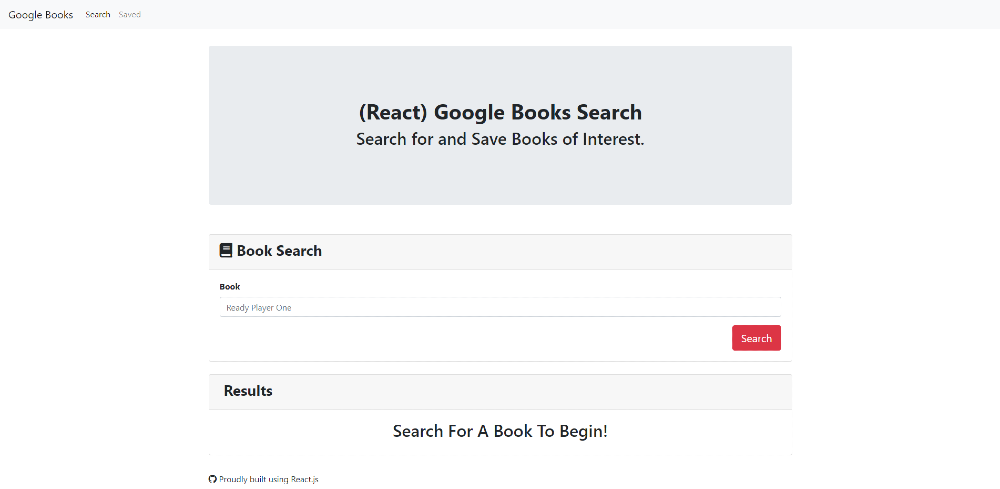 Google Books Search Saved
(React) Google Books Search
Search for and Save Books of Interest.
Book Search
Book
Ready Player One
Search
Results
Search For A Book To Begin!
Proudly built using React.js